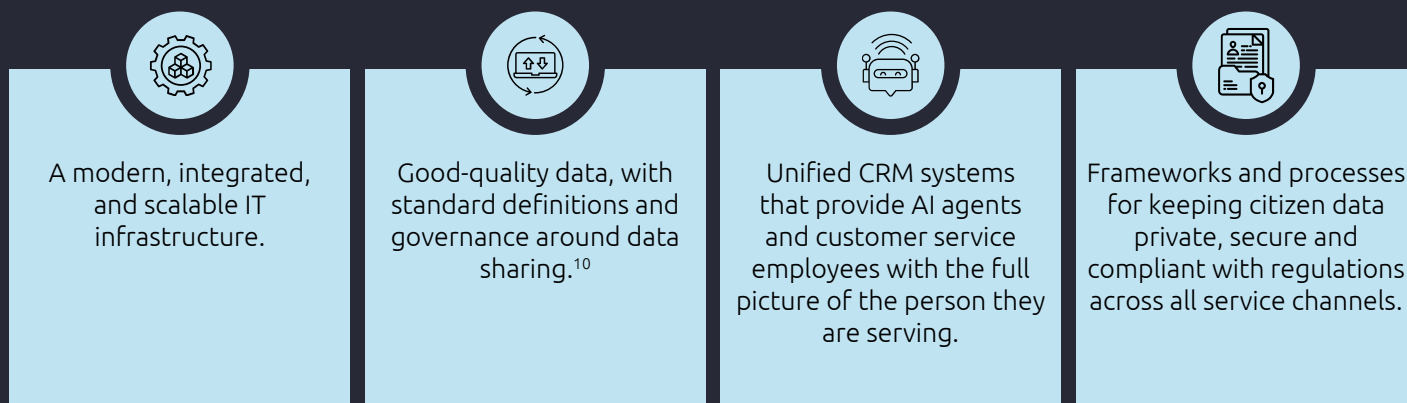 A modern, integrated,
and scalable IT
infrastructure.
Good-quality data, with
standard definitions and
governance around data
sharing.10
Unified CRM systems
that provide AI agents
and customer service
employees with the full
picture of the person they
are serving.
Frameworks and processes
for keeping citizen data
private, secure and
compliant with regulations
across all service channels.